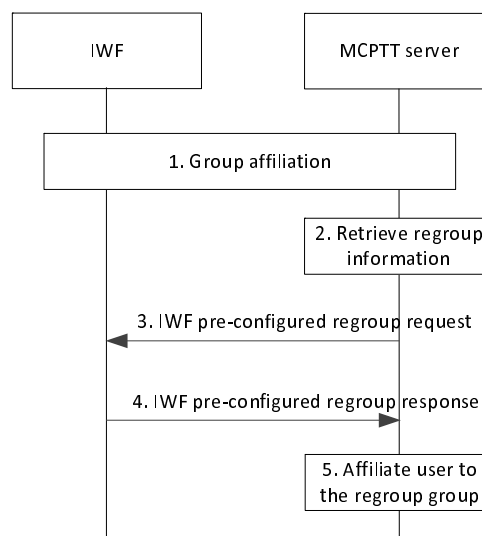 IWF
MCPTT server
1. Group affiliation
2. Retrieve regroup
information
3. IWF pre-configured regroup request
4. IWF pre-configured regroup response
5. Affiliate user to
the regroup group